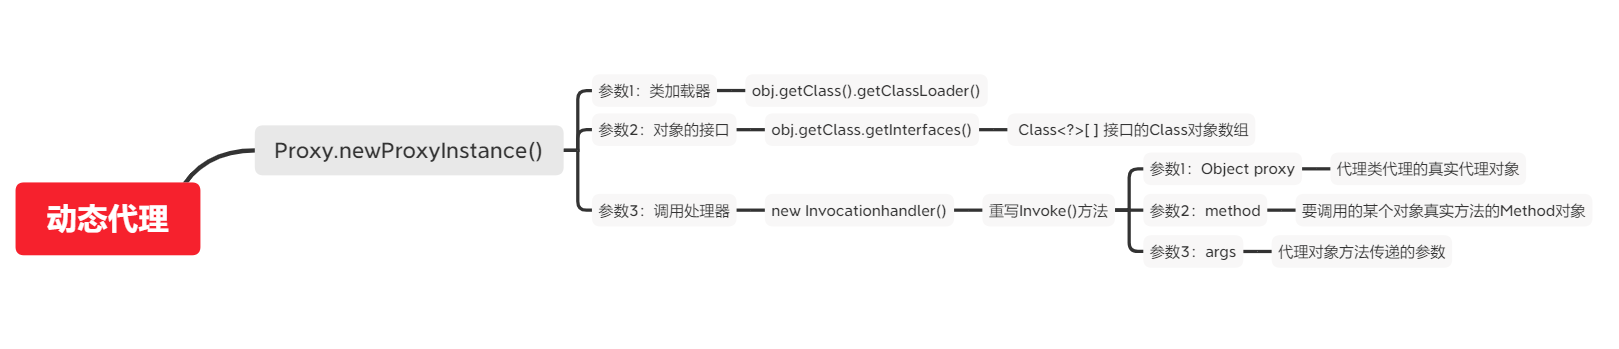 动态代理
Proxy.newProxyInstance()
参数1：类加载器
obj.getClass().getClassLoader()
参数2：对象的接口
obj.getClass.getInterfaces()
Class<?>[ ] 接口的Class对象数组
参数3：调用处理器
new Invocationhandler()
重写Invoke()方法
参数1：Object proxy
代理类代理的真实代理对象
参数2：method
要调用的某个对象真实方法的Method对象
参数3：args
代理对象方法传递的参数